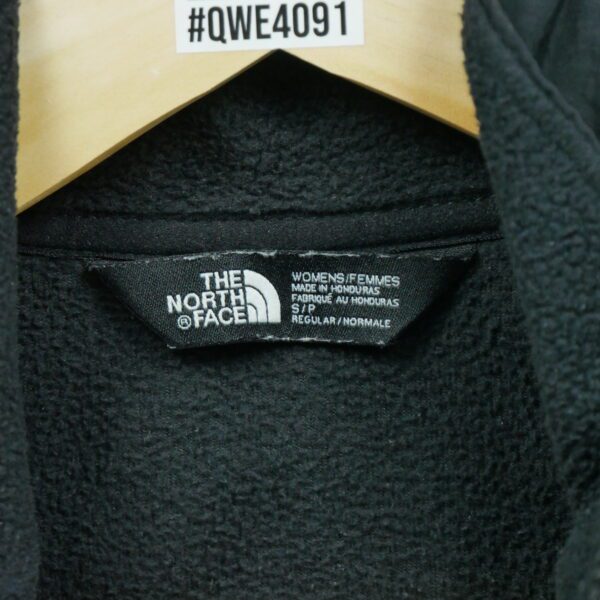 #QWE4091
THE
NORTH
® FACE
WOMENS/FEMMES
MADE IN HONDURAS
FABRIQUÉ AU HONDURAS
S/P
REGULAR/NORMALE